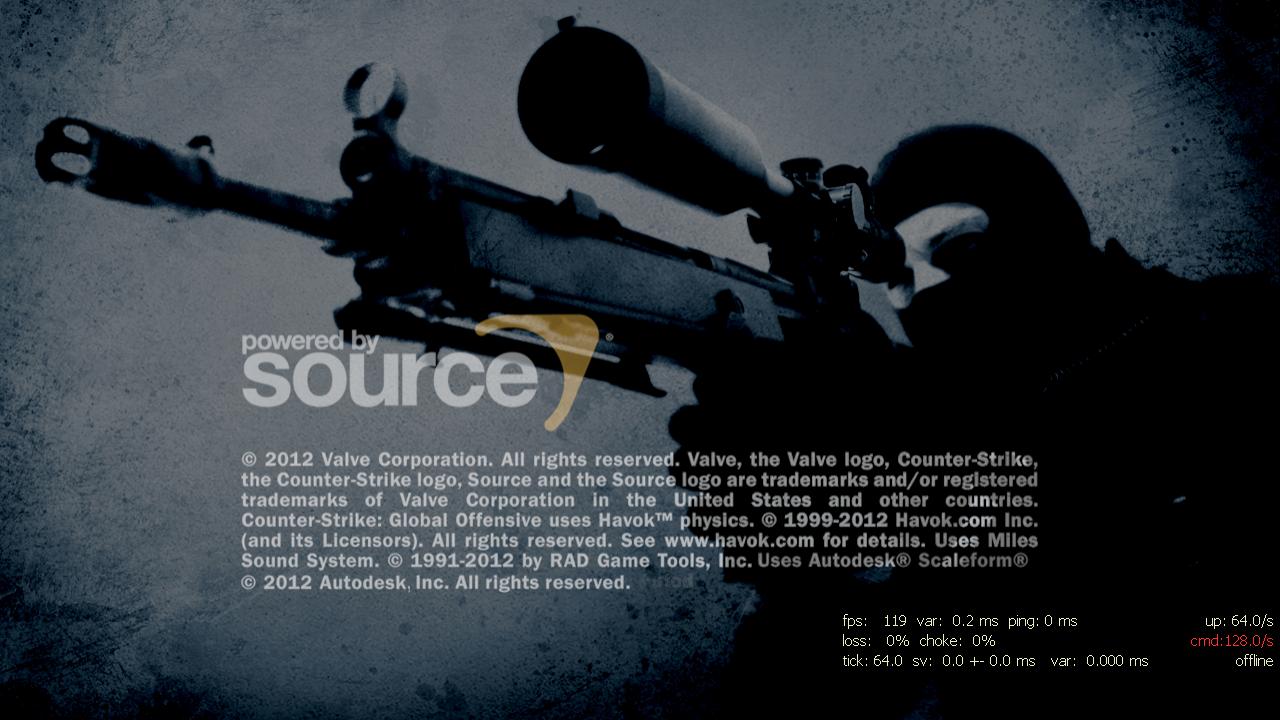 powered by
source®
© 2012 Valve Corporation. All rights reserved. Valve, the Valve logo, Counter-Strike,
the Counter-Strike logo, Source and the Source logo are trademarks and/or registered
trademarks of Valve Corporation in the United States and other countries.
Counter-Strike: Global Offensive uses Havok™ physics. © 1999-2012 Havok.com Inc.
(and its Licensors). All rights reserved. See www.havok.com for details. Uses Miles
Sound System. © 1991-2012 by RAD Game Tools, Inc. Uses Autodesk® Scaleform®
© 2012 Autodesk, Inc. All rights reserved.
fps: 119 var: 0.2 ms ping: 0 ms up: 64.0/s
loss: 0% choke: 0% cmd:128.0/s
tick: 64.0 sv: 0.0 +- 0.0 ms var: 0.000 ms offline